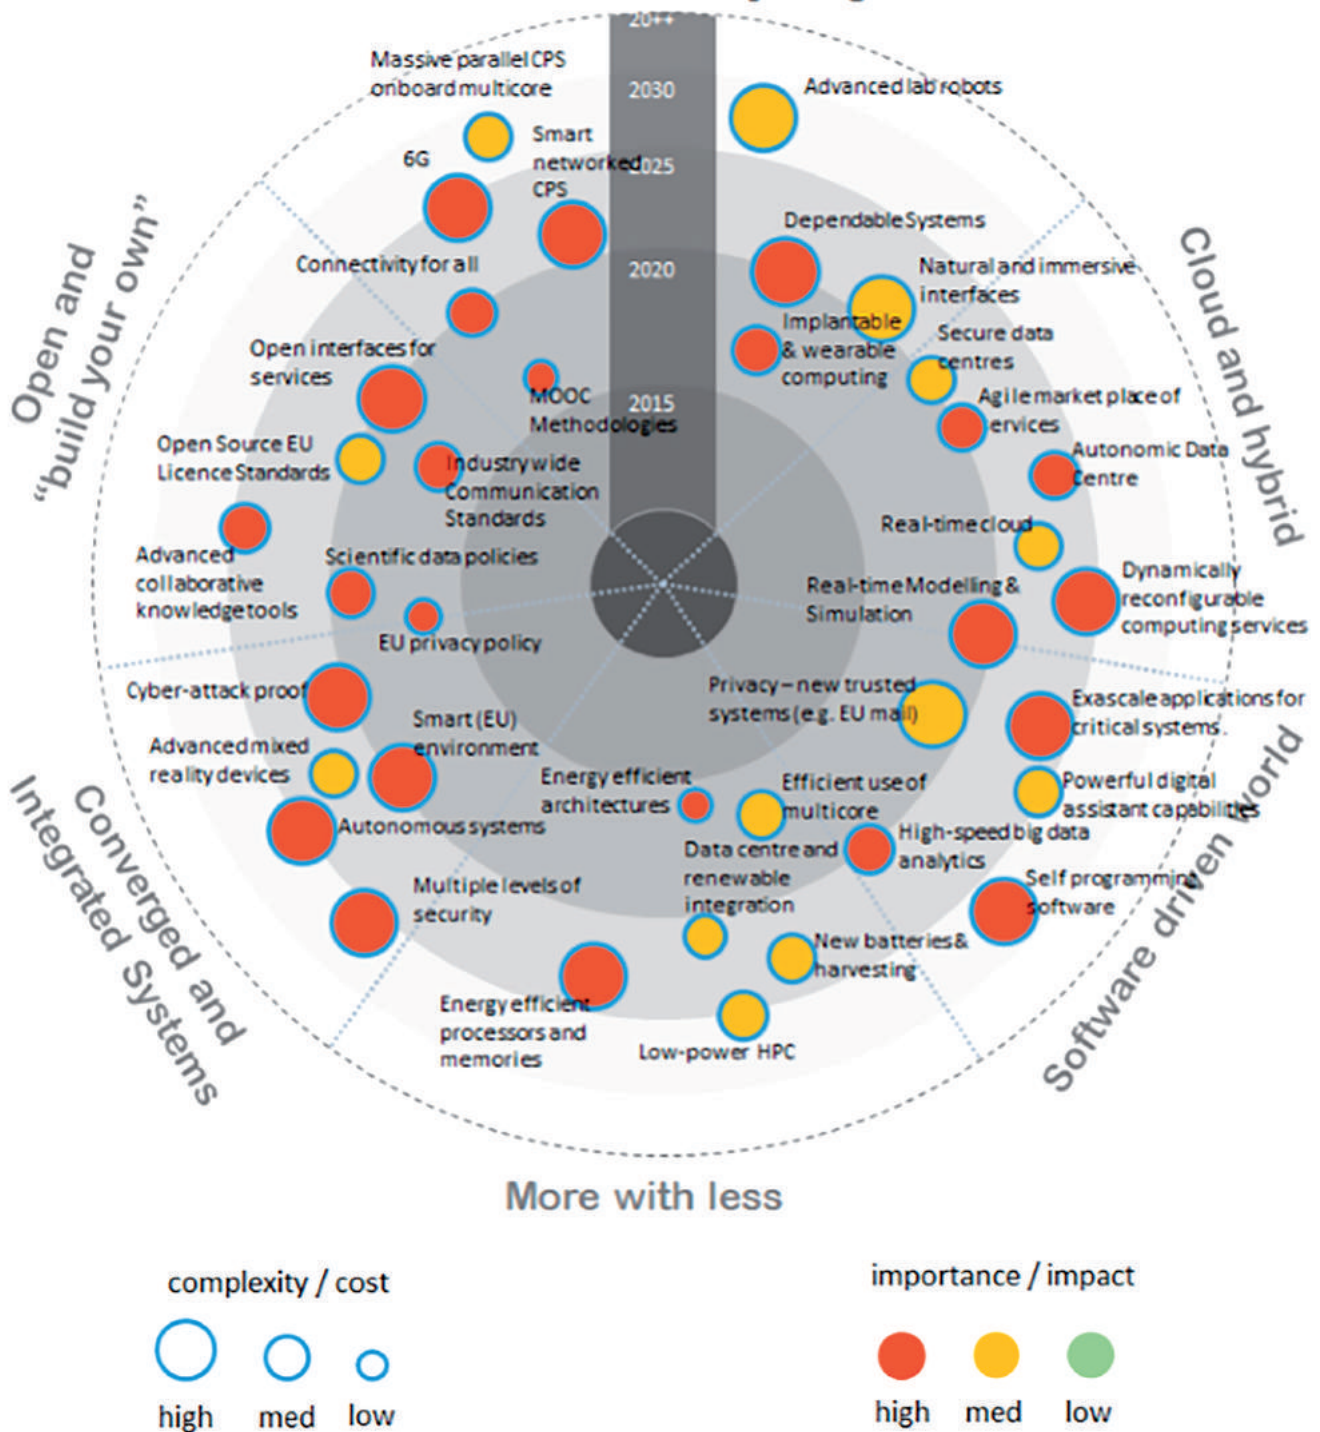 20++
Massive parallel CPS
onboard multicore
2030
Advanced lab robots
Smart
networked
CPS
6G
2025
Dependable Systems
Connectivity for all
2020
Natural and immersive
interfaces
Implantable
& wearable
computing
Secure data
centres
Open interfaces for
services
MOOC
Methodologies
2015
Agile market place of
services
Open Source EU
Licence Standards
Industry wide
Communication
Standards
Autonomic Data
Centre
Real-time cloud
Advanced
collaborative
knowledge tools
Scientific data policies
EU privacy policy
Real-time Modelling &
Simulation
Dynamically
reconfigurable
computing services
Cyber-attack proof
Privacy – new trusted
systems (e.g. EU mail)
Exascale applications for
critical systems.
Smart (EU)
environment
Advanced mixed
reality devices
Energy efficient
architectures
Efficient use of
multicore
Powerful digital
assistant capabilities
Autonomous systems
High-speed big data
analytics
Data centre and
renewable
integration
Multiple levels of
security
Self programming
software
New batteries &
harvesting
Energy efficient
processors and
memories
Low-power HPC
Open and
“build your own”
Cloud and hybrid
Converged and
Integrated Systems
Software driven world
More with less
complexity / cost
high med low
importance / impact
high med low